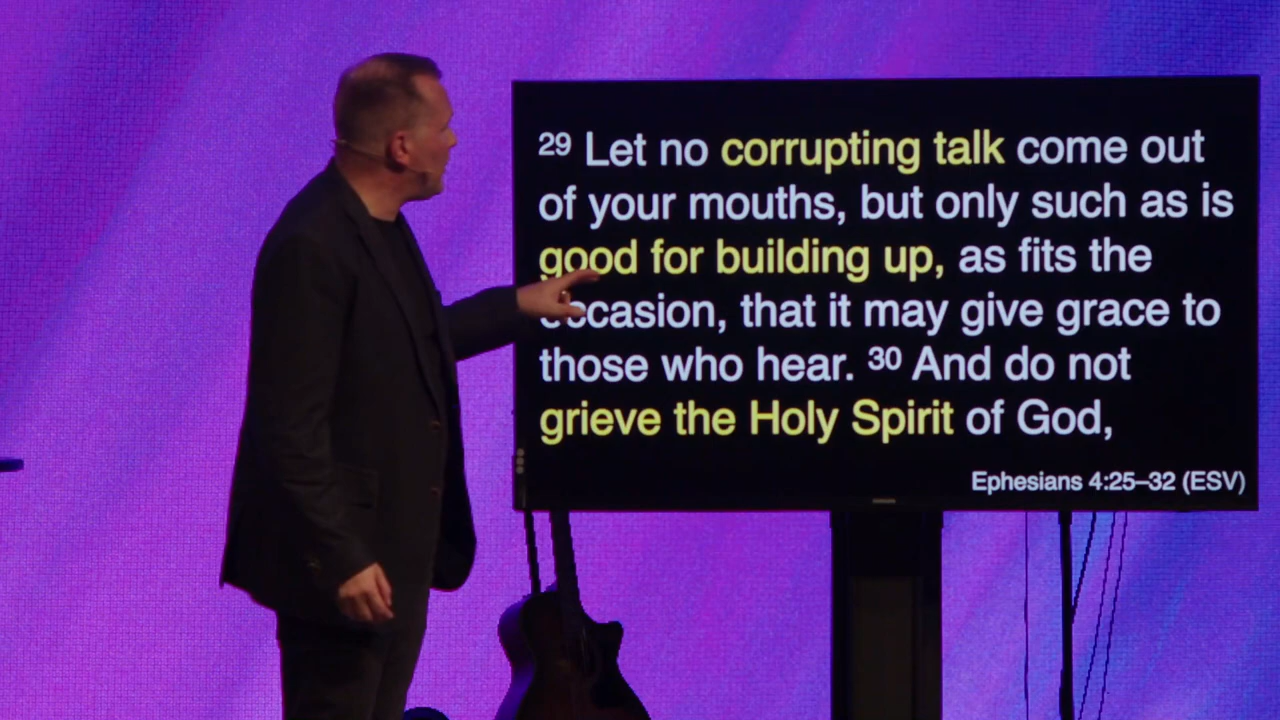 29 Let no corrupting talk come out
of your mouths, but only such as is
good for building up, as fits the
occasion, that it may give grace to
those who hear. 30 And do not
grieve the Holy Spirit of God,
Ephesians 4:25–32 (ESV)